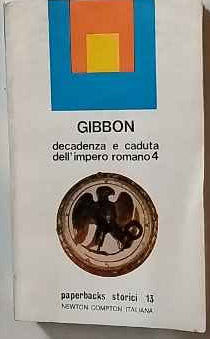 GIBBON
decadenza e caduta
dell'impero romano 4
paperbacks storici 13
NEWTON COMPTON ITALIANA